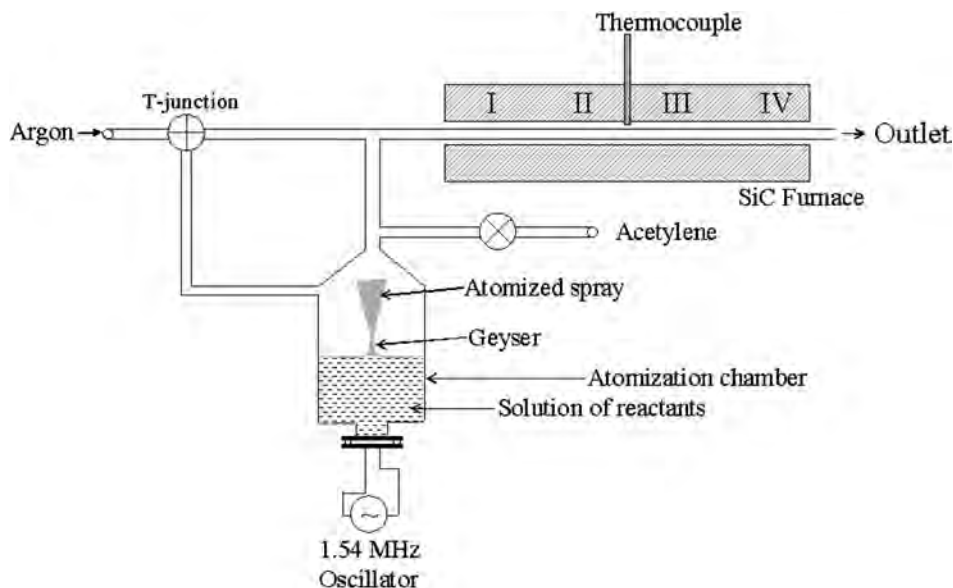 Thermocouple
T-junction
I II III IV
Argon
Outlet
SiC Furnace
Acetylene
Atomized spray
Geyser
Atomization chamber
Solution of reactants
~
1.54 MHz
Oscillator